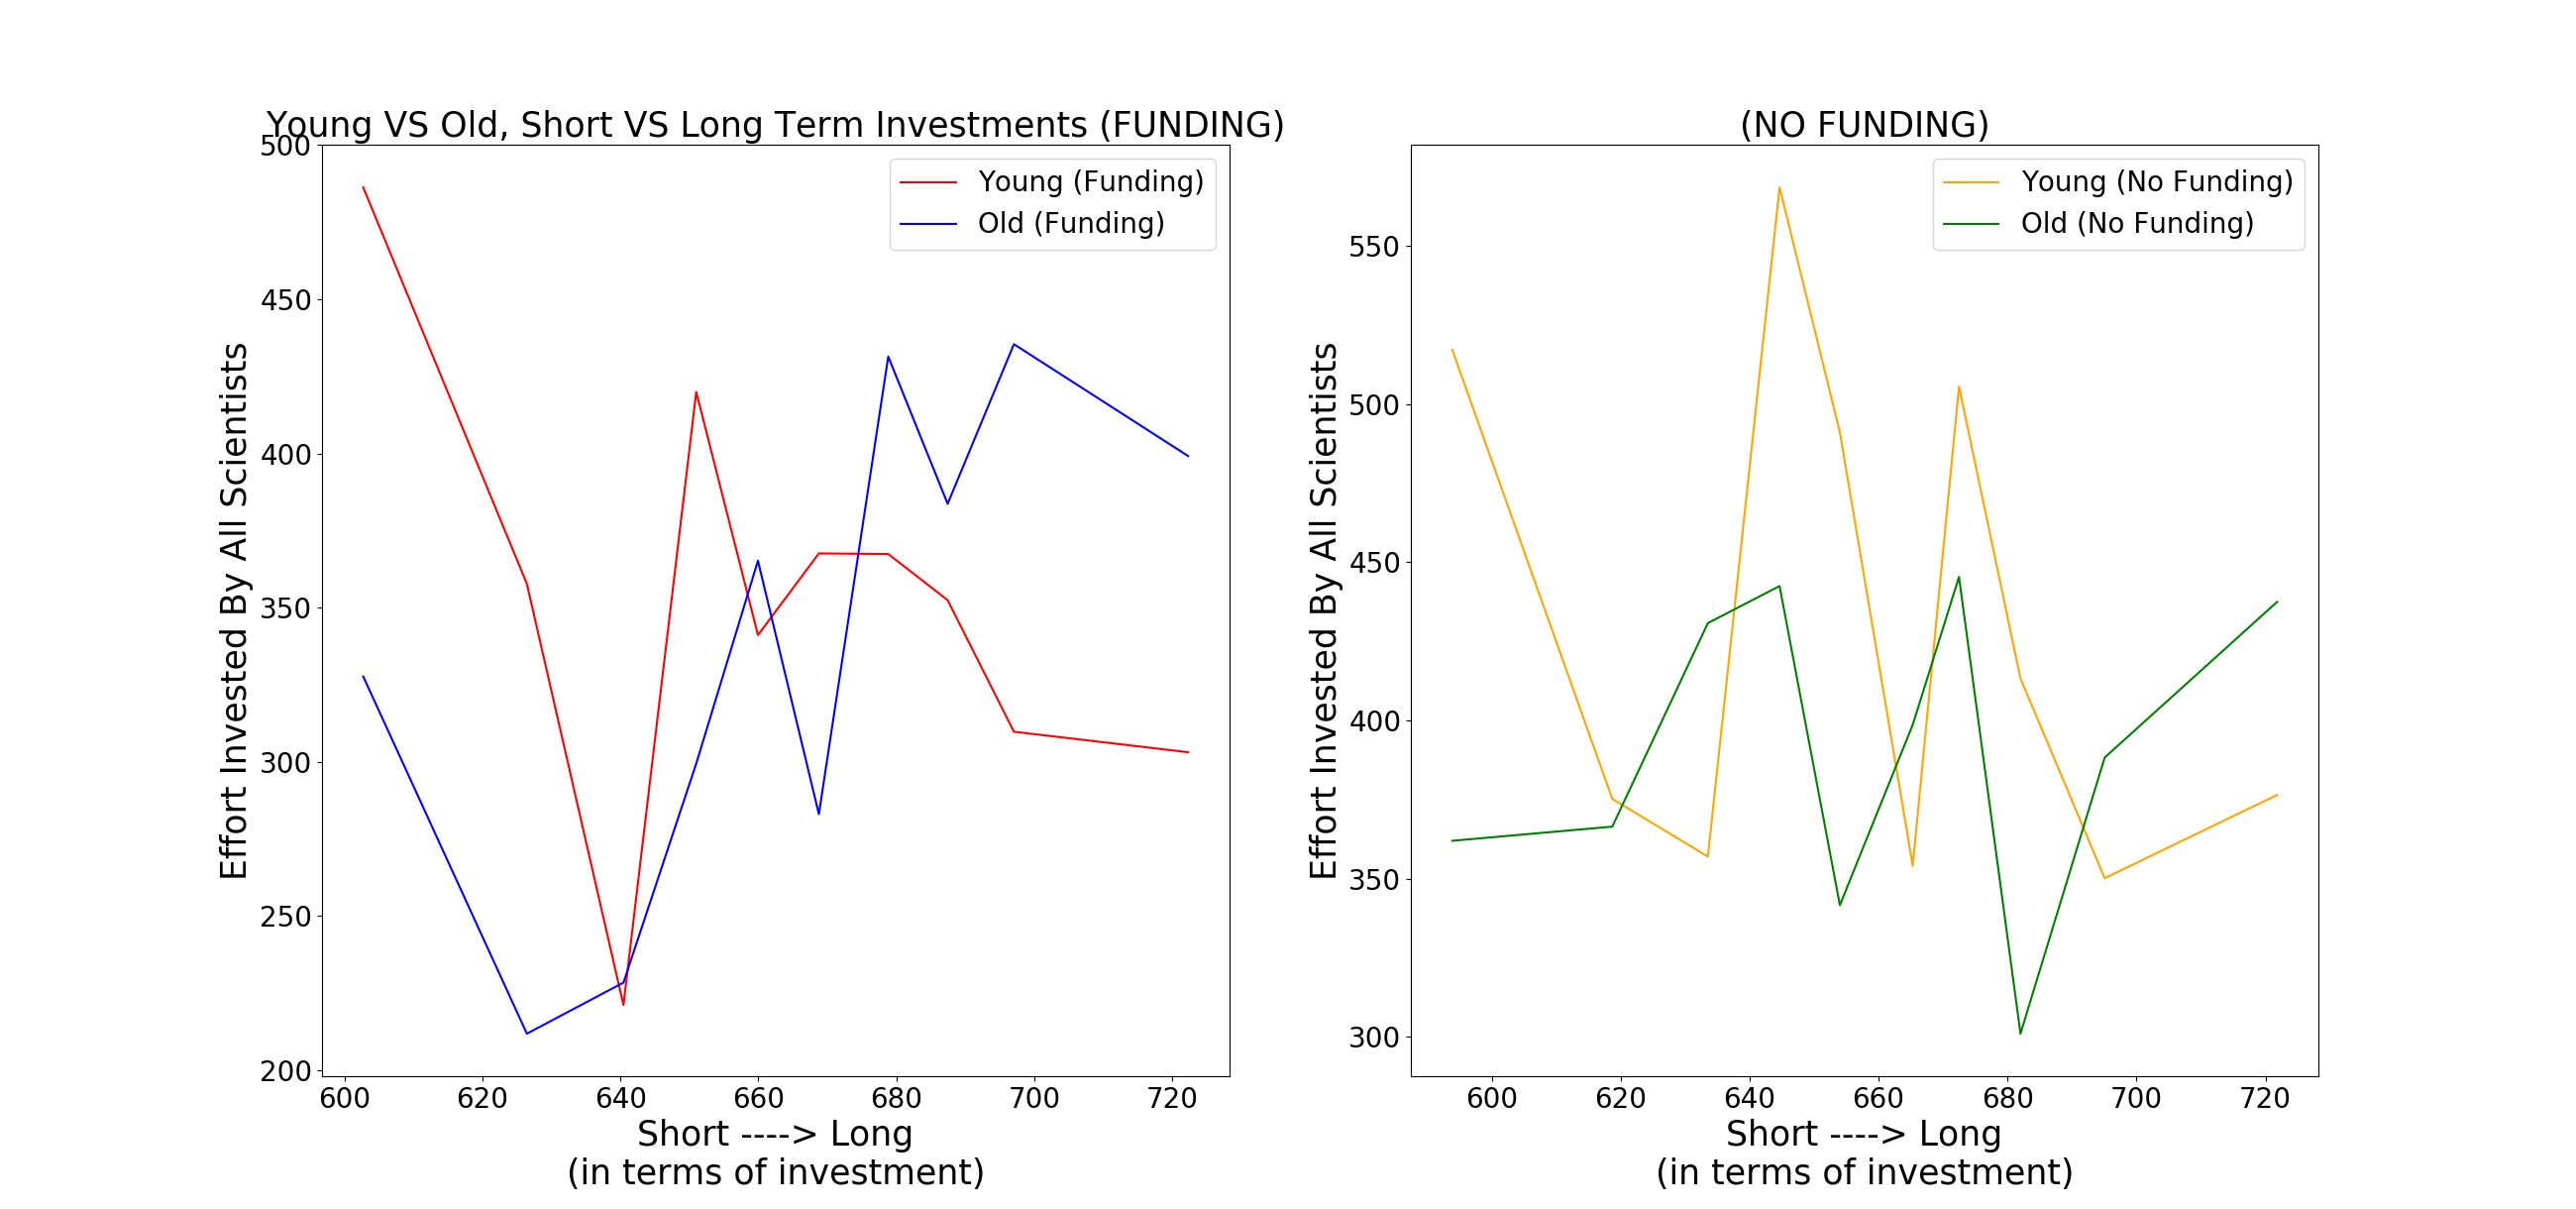 Young VS Old, Short VS Long Term Investments (FUNDING)
500
450
400
350
300
250
200
Effort Invested By All Scientists
Young (Funding)
Old (Funding)
600 620 640 660 680 700 720
Short ----> Long
(in terms of investment)
(NO FUNDING)
550
500
450
400
350
300
Effort Invested By All Scientists
Young (No Funding)
Old (No Funding)
600 620 640 660 680 700 720
Short ----> Long
(in terms of investment)